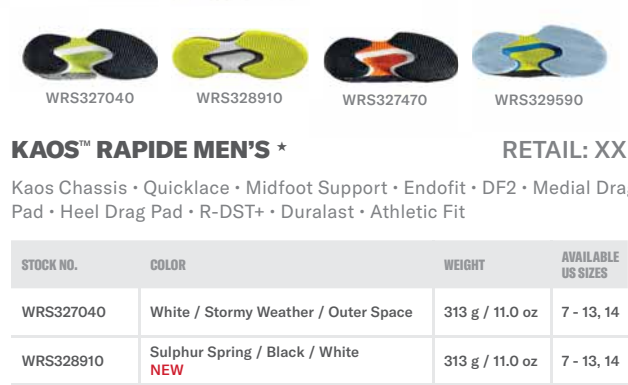 WRS327040 WRS328910 WRS327470 WRS329590
KAOS™ RAPIDE MEN'S ★ RETAIL: XX
Kaos Chassis • Quicklace • Midfoot Support • Endofit • DF2 • Medial Dra
Pad • Heel Drag Pad • R-DST+ • Duralast • Athletic Fit
STOCK NO. COLOR WEIGHT AVAILABLE US SIZES
WRS327040 White / Stormy Weather / Outer Space 313 g / 11.0 oz 7 - 13, 14
WRS328910 Sulphur Spring / Black / White 313 g / 11.0 oz 7 - 13, 14
NEW